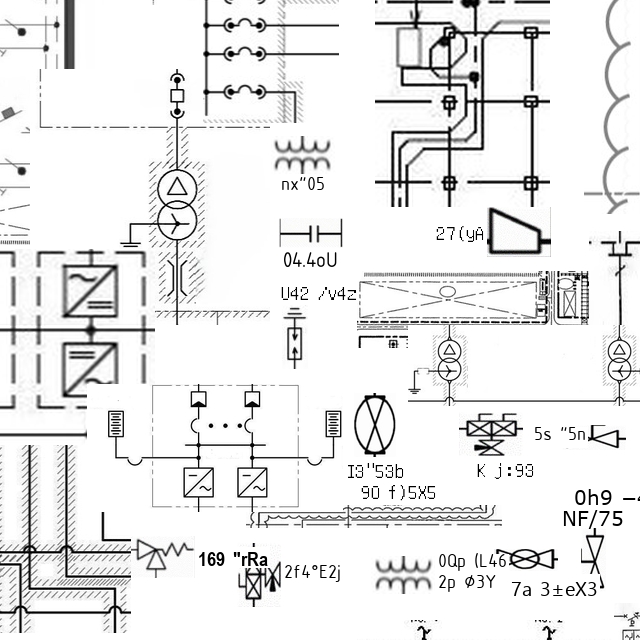 nx"05
27(yA
04.4oU
U42 /v4z
5s "5n
I3"53b
K j:93
90 f)5X5
0h9
NF/75
169 "rRa
2f4°E2j
0Qp (L46
2p ϕ3Y
7a 3±eX3